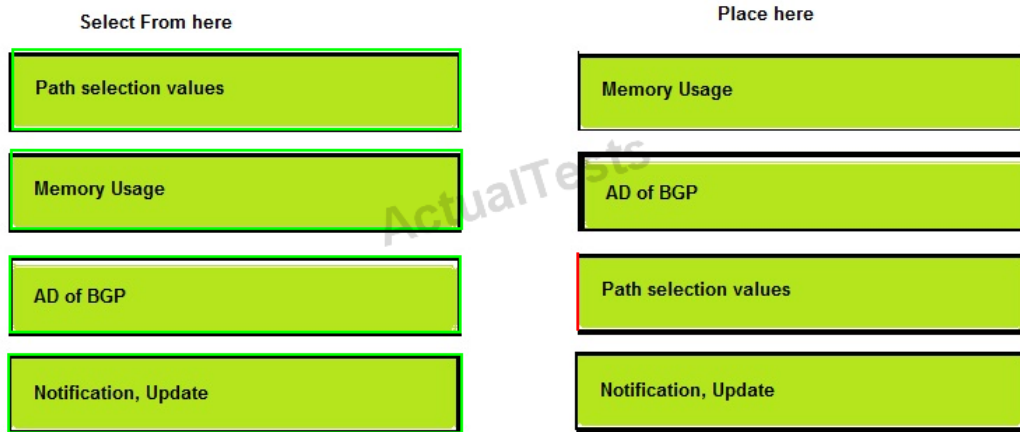 Select From here
Place here
Path selection values
Memory Usage
Memory Usage
AD of BGP
AD of BGP
Path selection values
Notification, Update
Notification, Update
ActualTests